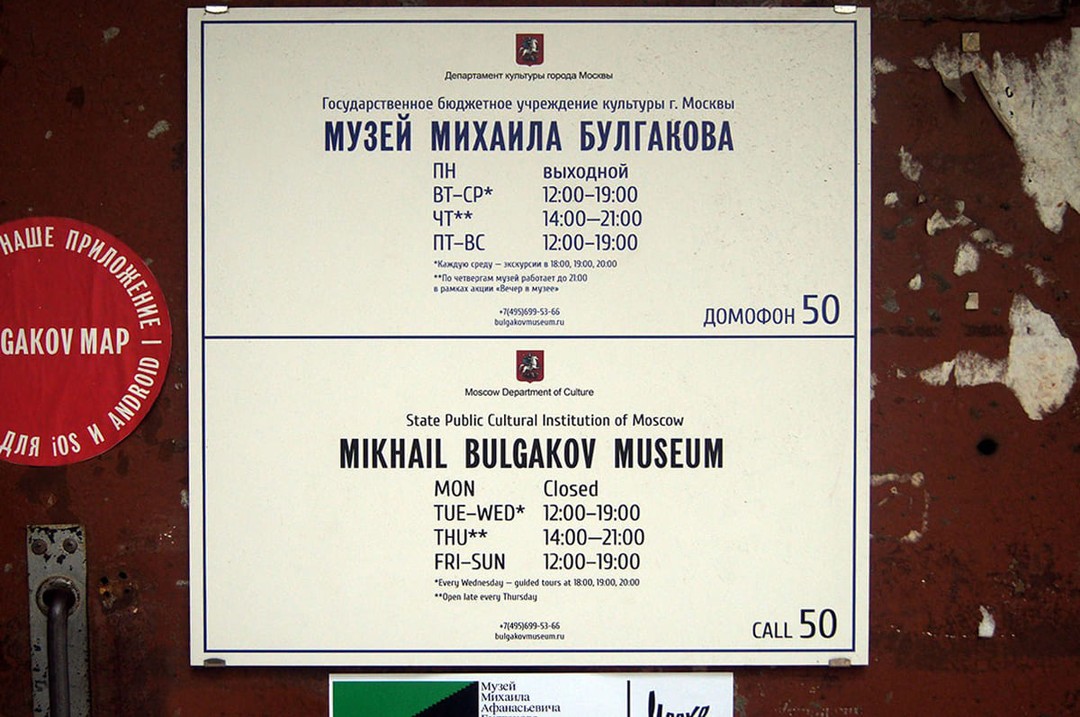 Департамент культуры города Москвы
Государственное бюджетное учреждение культуры г. Москвы
МУЗЕЙ МИХАИЛА БУЛГАКОВА
ПН выходной
ВТ–СР* 12:00–19:00
ЧТ** 14:00—21:00
ПТ–ВС 12:00–19:00
*Каждую среду — экскурсии в 18:00, 19:00, 20:00
**По четвергам музей работает до 21:00
в рамках акции «Вечер в музее»
+7(495)699-53-66
bulgakovmuseum.ru
ДОМОФОН 50
Moscow Department of Culture
State Public Cultural Institution of Moscow
MIKHAIL BULGAKOV MUSEUM
MON Closed
TUE–WED* 12:00–19:00
THU** 14:00—21:00
FRI–SUN 12:00–19:00
*Every Wednesday — guided tours at 18:00, 19:00, 20:00
**Open late every Thursday
+7(495)699-53-66
bulgakovmuseum.ru
CALL 50
НАШЕ ПРИЛОЖЕНИЕ |
GAKOV MAP
ДЛЯ iOS И ANDROID
Музей
Михаила
Афанасьевича